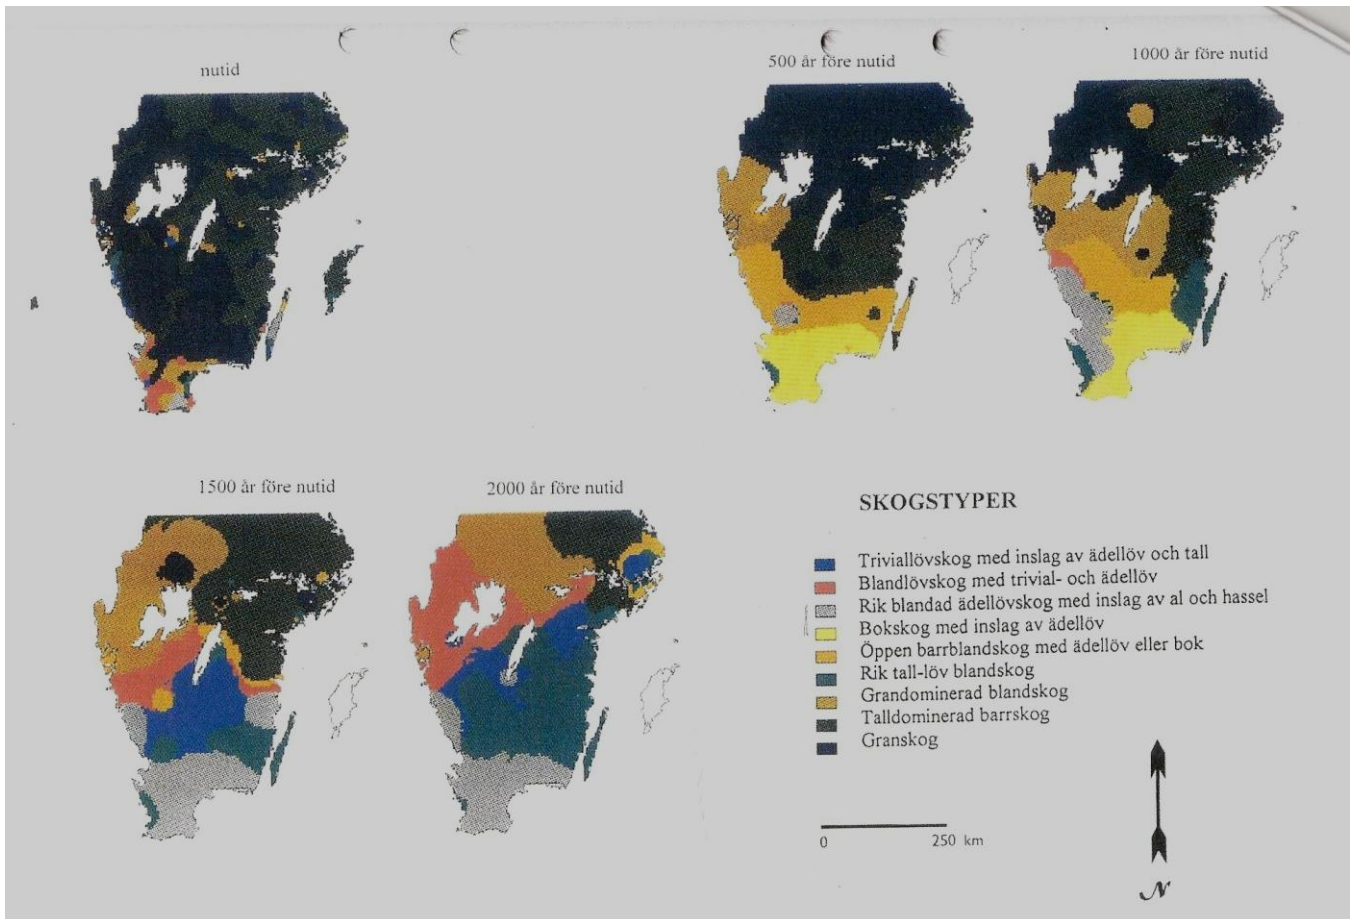 nutid
500 år före nutid
1000 år före nutid
1500 år före nutid
2000 år före nutid
SKOGSTYPER
Triviallövskog med inslag av ädellöv och tall
Blandlövskog med trivial- och ädellöv
Rik blandad ädellövskog med inslag av al och hassel
Bokskog med inslag av ädellöv
Öppen barrblandskog med ädellöv eller bok
Rik tall-löv blandskog
Grandominerad blandskog
Talldominerad barrskog
Granskog
0 250 km
N